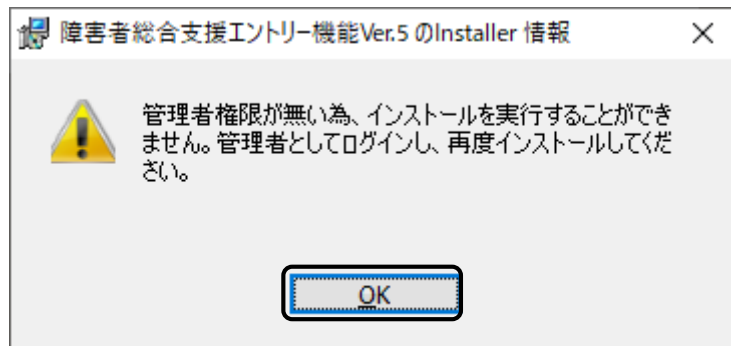 障害者総合支援エントリー機能Ver.5 のInstaller 情報
管理者権限が無い為、インストールを実行することができ
ません。管理者としてログインし、再度インストールしてくだ
さい。
OK